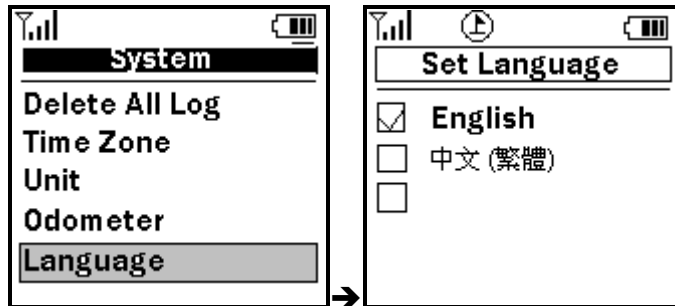 System
Delete All Log
Time Zone
Unit
Odometer
Language
Set Language
English
中文 (繁體)